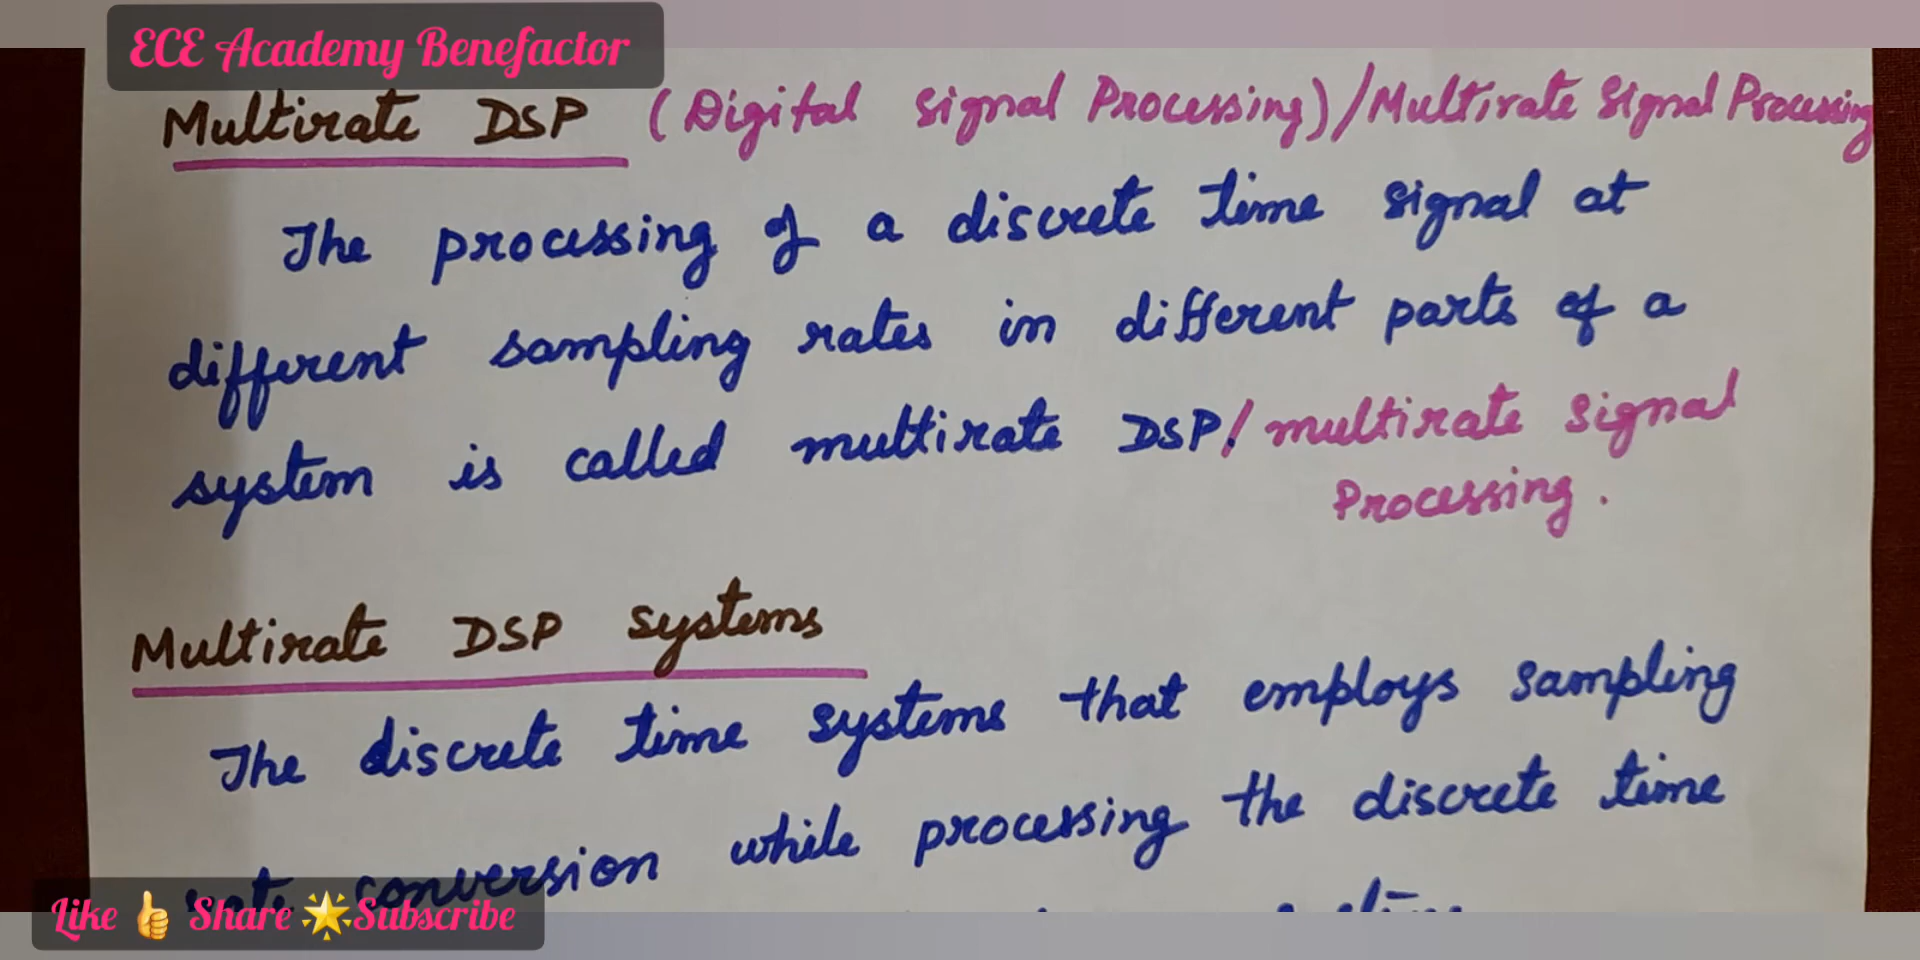 ECE Academy Benefactor
Multirate DSP (Digital Signal Processing)/Multirate Signal Processing
The processing of a discrete time signal at
different sampling rates in different parts of a
system is called multirate DSP/multirate signal
Processing.
Multirate DSP systems
The discrete time systems that employs sampling
rate conversion while processing the discrete time
Like 👍 Share 🌟Subscribe